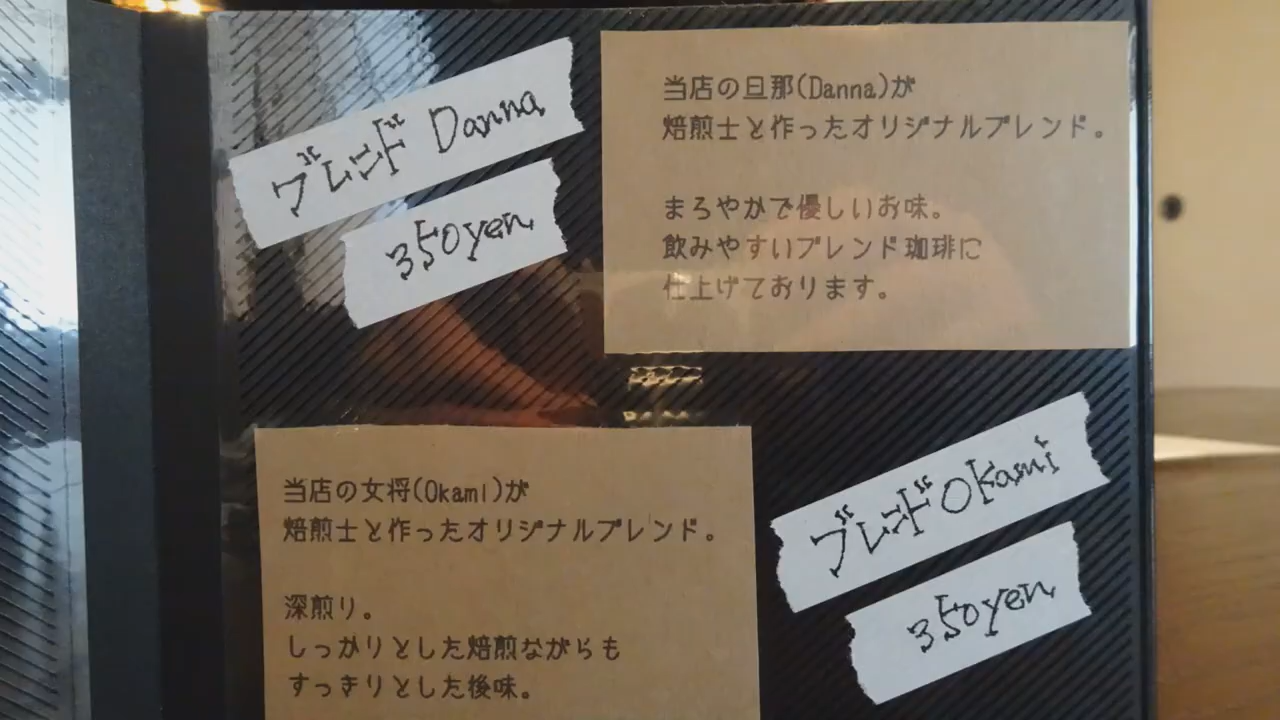 ブレンド Danna
350yen
当店の旦那(Danna)が
焙煎士と作ったオリジナルブレンド。
まろやかで優しいお味。
飲みやすいブレンド珈琲に
仕上げております。
当店の女将(Okami)が
焙煎士と作ったオリジナルブレンド。
深煎り。
しっかりとした焙煎ながらも
すっきりとした後味。
ブレンド Okami
350yen